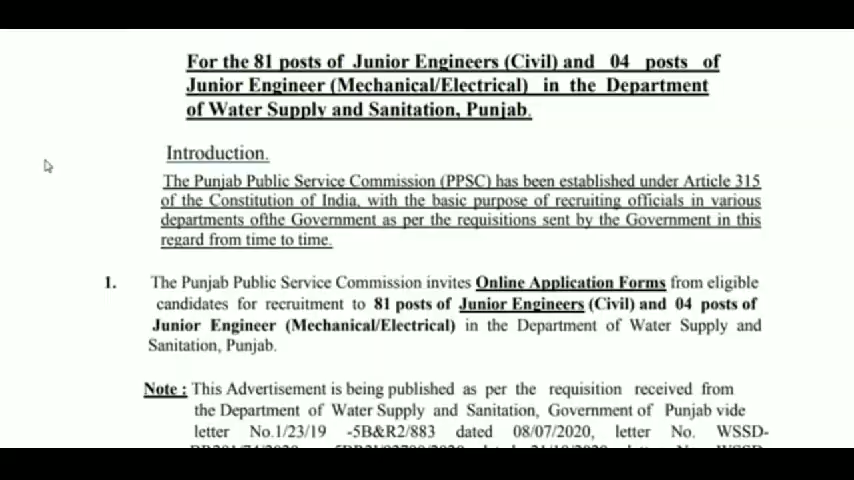 For the 81 posts of Junior Engineers (Civil) and 04 posts of
Junior Engineer (Mechanical/Electrical) in the Department
of Water Supply and Sanitation, Punjab.
Introduction.
The Punjab Public Service Commission (PPSC) has been established under Article 315
of the Constitution of India, with the basic purpose of recruiting officials in various
departments ofthe Government as per the requisitions sent by the Government in this
regard from time to time.
1. The Punjab Public Service Commission invites Online Application Forms from eligible
candidates for recruitment to 81 posts of Junior Engineers (Civil) and 04 posts of
Junior Engineer (Mechanical/Electrical) in the Department of Water Supply and
Sanitation, Punjab.
Note : This Advertisement is being published as per the requisition received from
the Department of Water Supply and Sanitation, Government of Punjab vide
letter No.1/23/19 -5B&R2/883 dated 08/07/2020, letter No. WSSD-